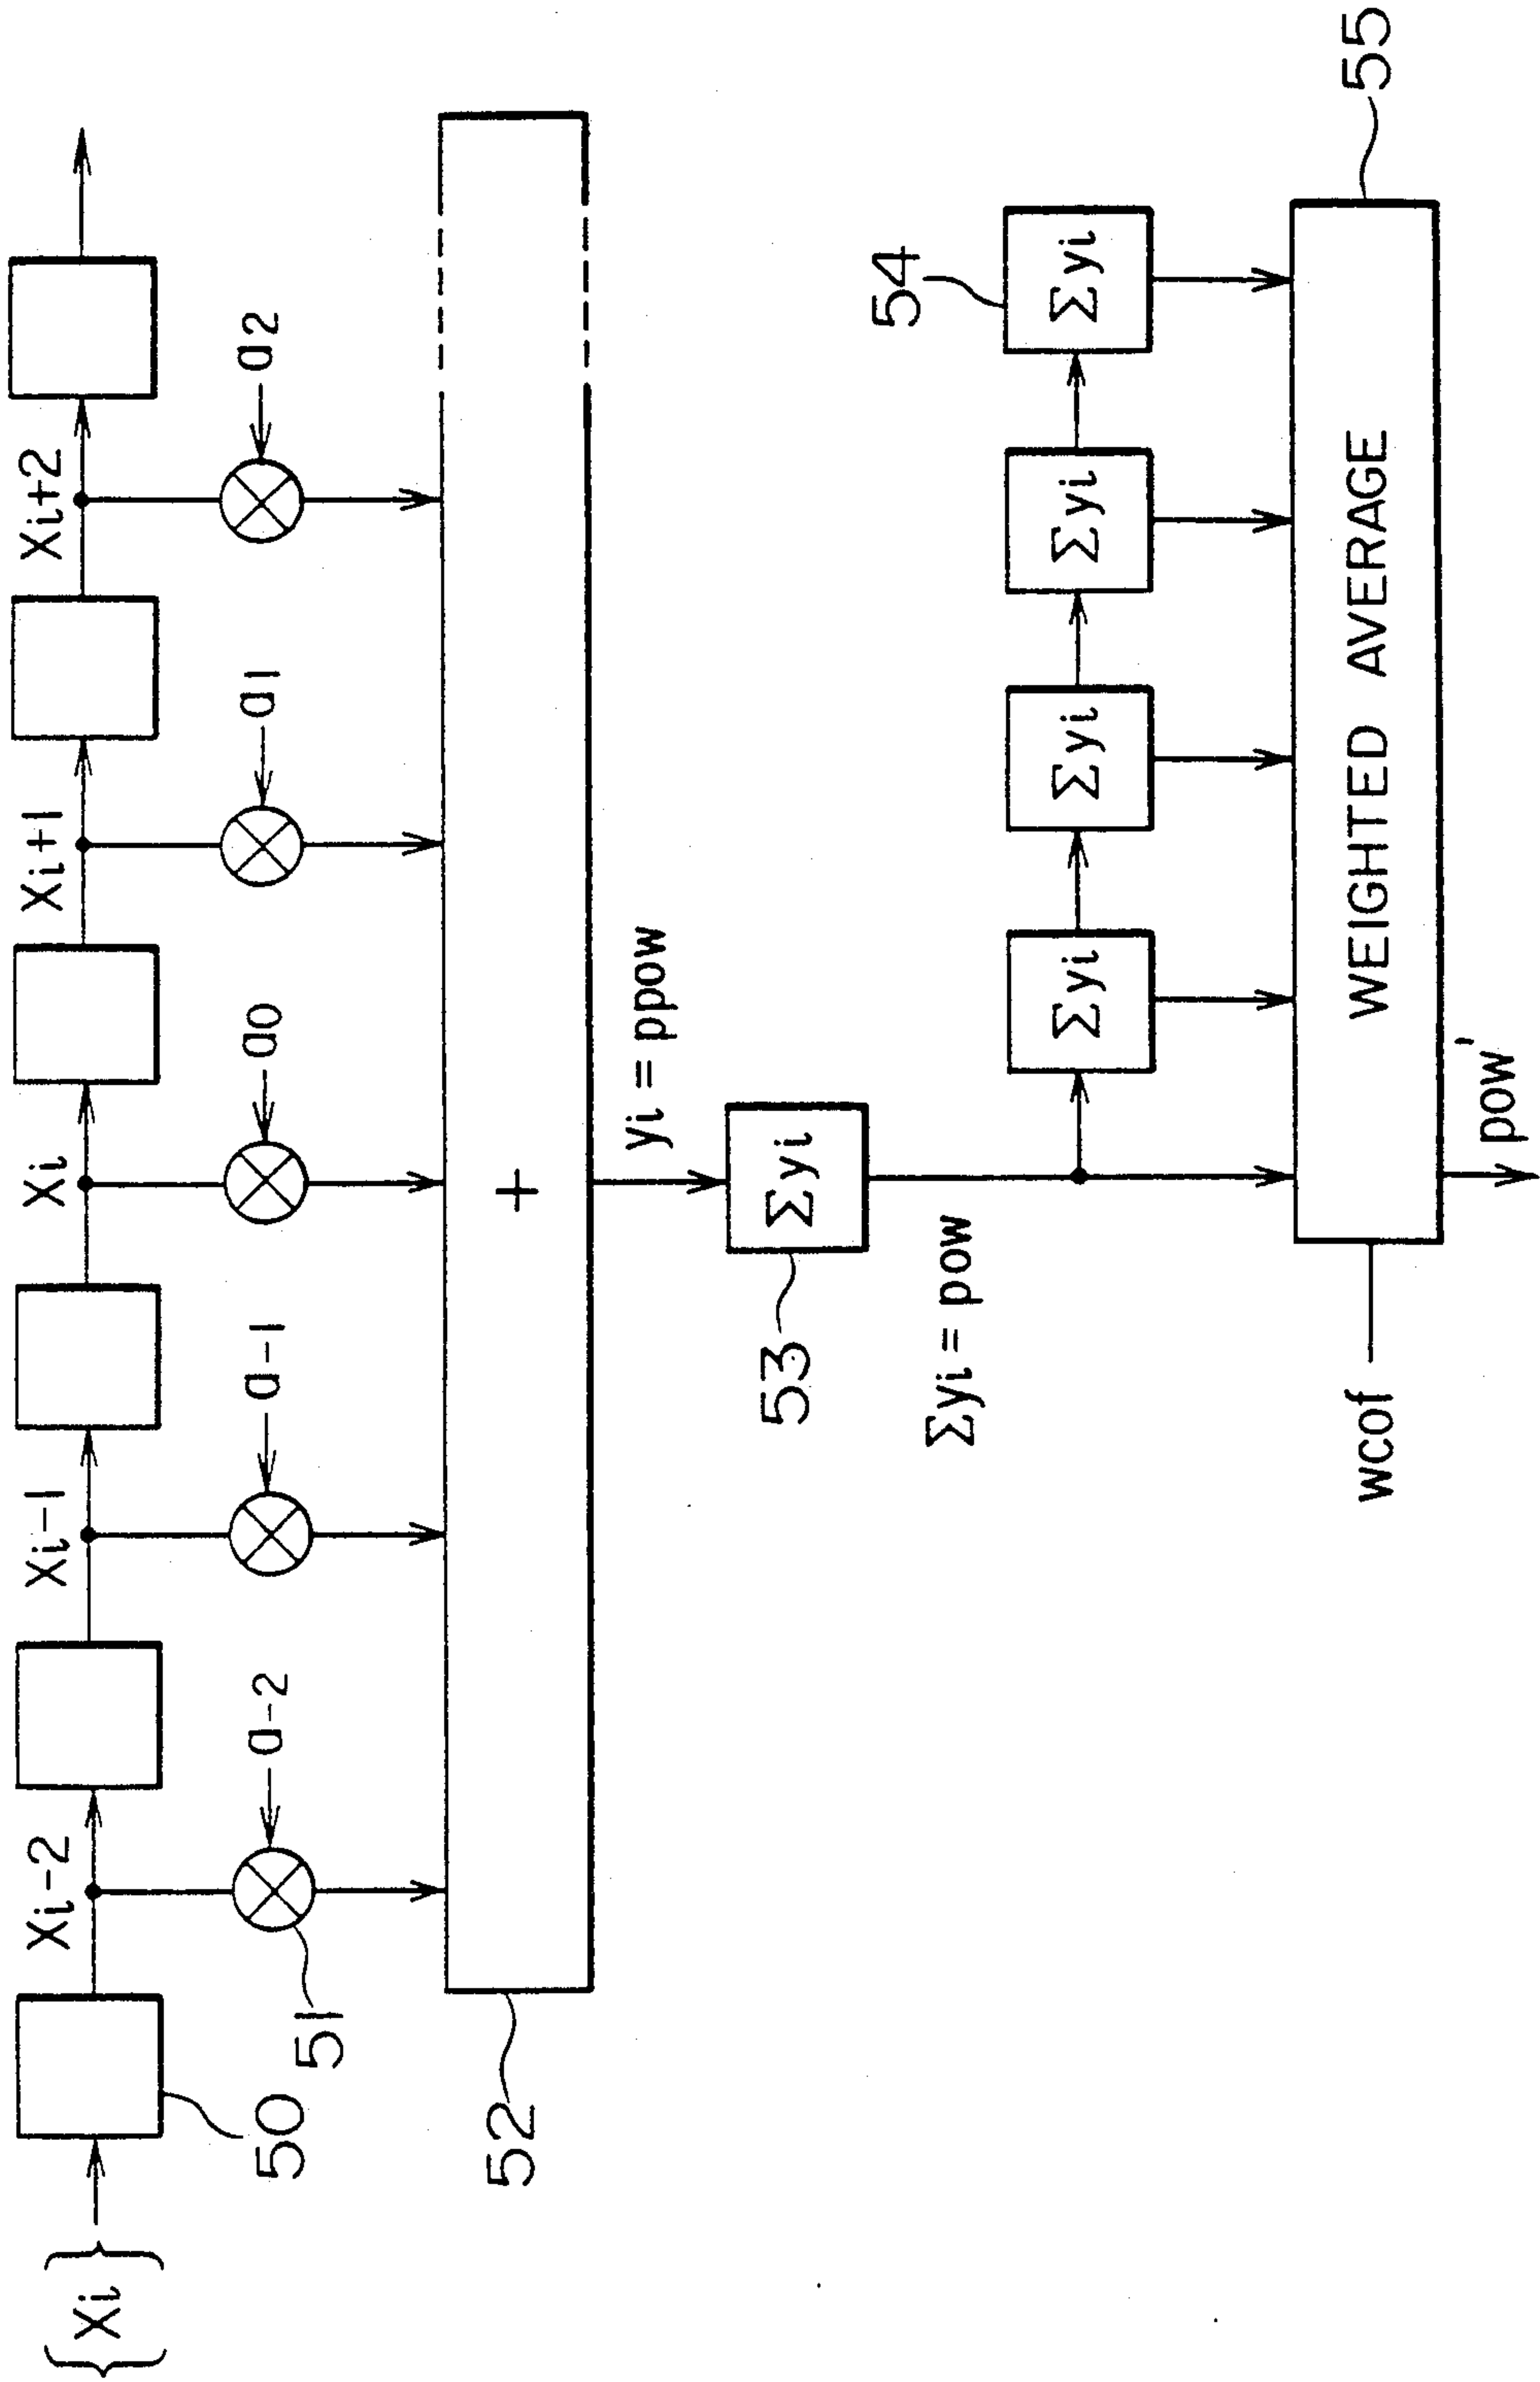 {Xi}
Xi-2
Xi-1
Xi
Xi+1
Xi+2
50
51
a-2
a-1
a0
a1
a2
52
+
yi = ppow
53
Σyi
Σyi = pow
Σyi
Σyi
Σyi
Σyi
54
wcof
WEIGHTED AVERAGE
55
pow'